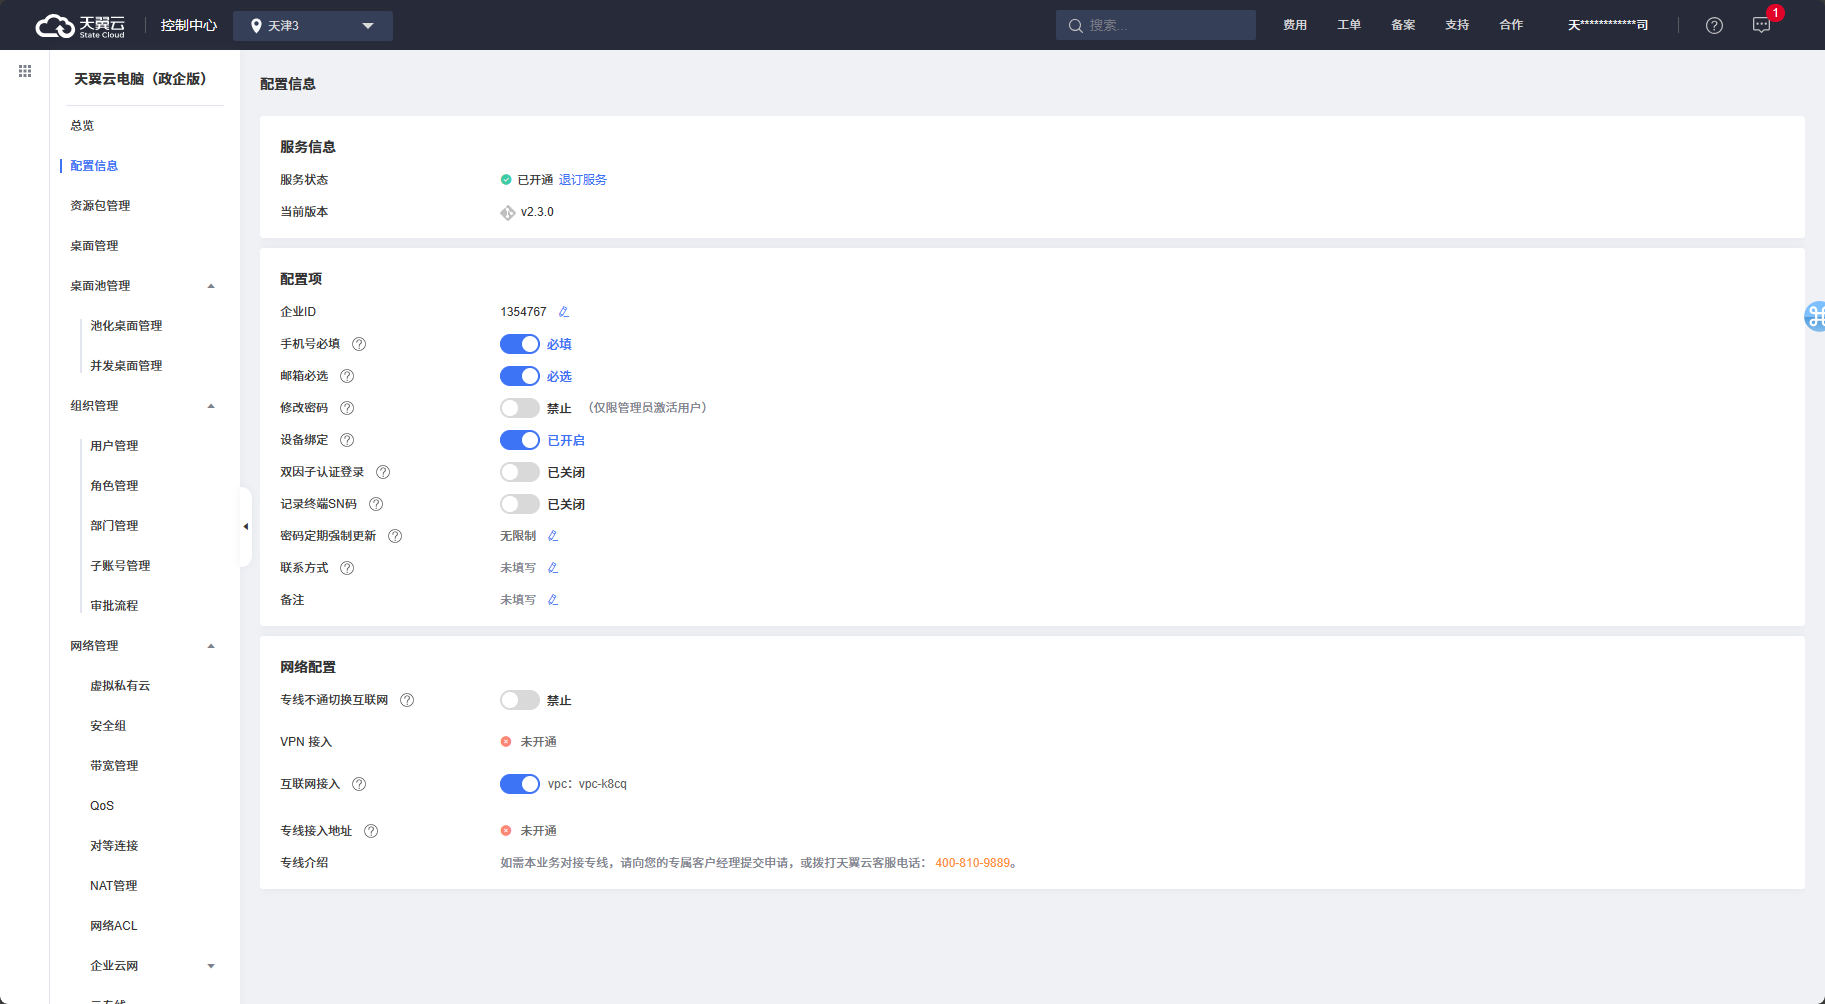 天翼云
State Cloud
控制中心
天津3
搜索...
费用
工单
备案
支持
合作
天************司
1
天翼云电脑（政企版）
总览
配置信息
资源包管理
桌面管理
桌面池管理
池化桌面管理
并发桌面管理
组织管理
用户管理
角色管理
部门管理
子账号管理
审批流程
网络管理
虚拟私有云
安全组
带宽管理
QoS
对等连接
NAT管理
网络ACL
企业云网
配置信息
服务信息
服务状态 已开通 退订服务
当前版本 v2.3.0
配置项
企业ID 1354767
手机号必填 必填
邮箱必选 必选
修改密码 禁止 （仅限管理员激活用户）
设备绑定 已开启
双因子认证登录 已关闭
记录终端SN码 已关闭
密码定期强制更新 无限制
联系方式 未填写
备注 未填写
网络配置
专线不通切换互联网 禁止
VPN 接入 未开通
互联网接入 vpc：vpc-k8cq
专线接入地址 未开通
专线介绍 如需本业务对接专线，请向您的专属客户经理提交申请，或拨打天翼云客服电话： 400-810-9889。